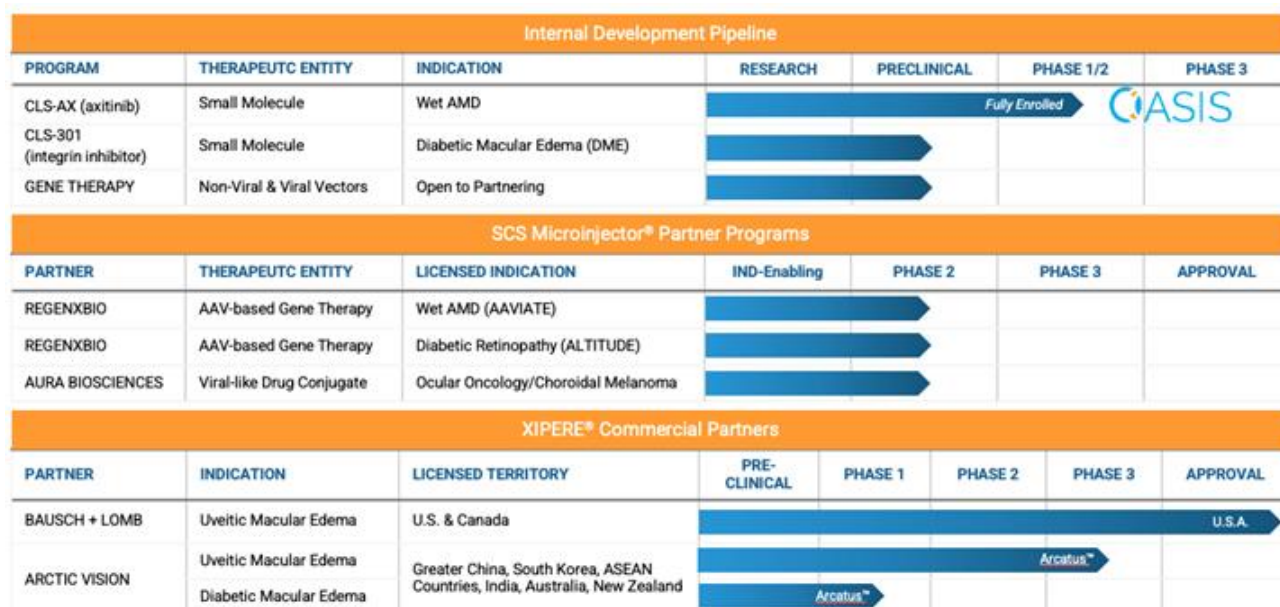 Internal Development Pipeline
PROGRAM THERAPEUTC ENTITY INDICATION RESEARCH PRECLINICAL PHASE 1/2 PHASE 3
CLS-AX (axitinib) Small Molecule Wet AMD Fully Enrolled OASIS
CLS-301
(integrin inhibitor) Small Molecule Diabetic Macular Edema (DME)
GENE THERAPY Non-Viral & Viral Vectors Open to Partnering
SCS Microinjector® Partner Programs
PARTNER THERAPEUTC ENTITY LICENSED INDICATION IND-Enabling PHASE 2 PHASE 3 APPROVAL
REGENXBIO AAV-based Gene Therapy Wet AMD (AAVIATE)
REGENXBIO AAV-based Gene Therapy Diabetic Retinopathy (ALTITUDE)
AURA BIOSCIENCES Viral-like Drug Conjugate Ocular Oncology/Choroidal Melanoma
XIPERE® Commercial Partners
PARTNER INDICATION LICENSED TERRITORY PRE-
CLINICAL PHASE 1 PHASE 2 PHASE 3 APPROVAL
BAUSCH + LOMB Uveitic Macular Edema U.S. & Canada U.S.A.
ARCTIC VISION Uveitic Macular Edema Greater China, South Korea, ASEAN Arcatus™
Countries, India, Australia, New Zealand
Diabetic Macular Edema Arcatus™